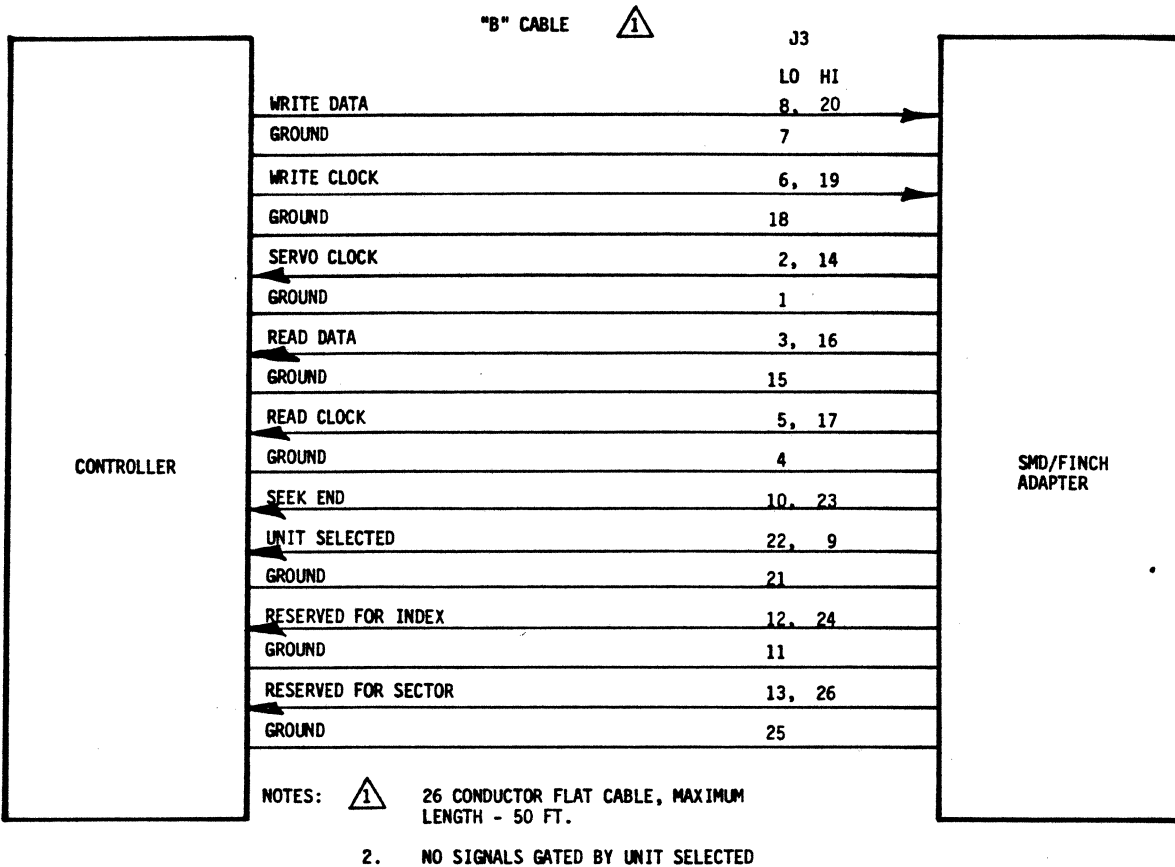 "B" CABLE 1
J3
LO HI
WRITE DATA 8, 20
GROUND 7
WRITE CLOCK 6, 19
GROUND 18
SERVO CLOCK 2, 14
GROUND 1
READ DATA 3, 16
GROUND 15
READ CLOCK 5, 17
GROUND 4
CONTROLLER
SMD/FINCH
ADAPTER
SEEK END 10, 23
UNIT SELECTED 22, 9
GROUND 21
RESERVED FOR INDEX 12, 24
GROUND 11
RESERVED FOR SECTOR 13, 26
GROUND 25
NOTES: 1 26 CONDUCTOR FLAT CABLE, MAXIMUM
LENGTH - 50 FT.
2. NO SIGNALS GATED BY UNIT SELECTED